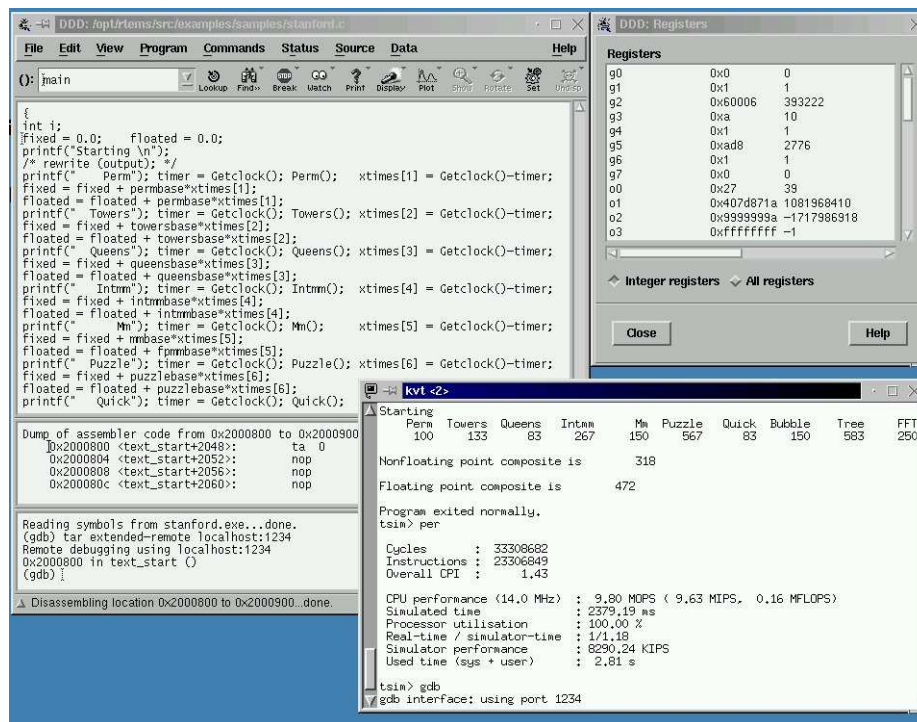 DDD: /opt/rtems/src/examples/samples/stanford.c
File Edit View Program Commands Status Source Data Help
(): main
Lookup Find>> Break Watch Print Display Plot Show Rotate Set Undisp
{
int i;
fixed = 0.0;    floated = 0.0;
printf("Starting \n");
/* rewrite (output); */
printf("    Perm"); timer = Getclock(); Perm();   xtimes[1] = Getclock()-timer;
fixed = fixed + permbase*xtimes[1];
floated = floated + permbase*xtimes[1];
printf("  Towers"); timer = Getclock(); Towers(); xtimes[2] = Getclock()-timer;
fixed = fixed + towersbase*xtimes[2];
floated = floated + towersbase*xtimes[2];
printf("  Queens"); timer = Getclock(); Queens(); xtimes[3] = Getclock()-timer;
fixed = fixed + queensbase*xtimes[3];
floated = floated + queensbase*xtimes[3];
printf("   Intmm"); timer = Getclock(); Intmm();  xtimes[4] = Getclock()-timer;
fixed = fixed + intmmbase*xtimes[4];
floated = floated + intmmbase*xtimes[4];
printf("      Mm"); timer = Getclock(); Mm();     xtimes[5] = Getclock()-timer;
fixed = fixed + mmbase*xtimes[5];
floated = floated + fpmmbase*xtimes[5];
printf("  Puzzle"); timer = Getclock(); Puzzle(); xtimes[6] = Getclock()-timer;
fixed = fixed + puzzlebase*xtimes[6];
floated = floated + puzzlebase*xtimes[6];
printf("   Quick"); timer = Getclock(); Quick();
Dump of assembler code from 0x2000800 to 0x2000900
0x2000800 <text_start+2048>:    ta  0
0x2000804 <text_start+2052>:    nop
0x2000808 <text_start+2056>:    nop
0x200080c <text_start+2060>:    nop
Reading symbols from stanford.exe...done.
(gdb) tar extended-remote localhost:1234
Remote debugging using localhost:1234
0x2000800 in text_start ()
(gdb)
Disassembling location 0x2000800 to 0x2000900...done.
DDD: Registers
Registers
g0 0x0 0
g1 0x1 1
g2 0x60006 393222
g3 0xa 10
g4 0x1 1
g5 0xad8 2776
g6 0x1 1
g7 0x0 0
o0 0x27 39
o1 0x407d871a 1081968410
o2 0x9999999a -1717986918
o3 0xffffffff -1
Integer registers All registers
Close Help
kvt <2>
Starting
Perm Towers Queens Intmm Mm Puzzle Quick Bubble Tree FFT
100 133 83 267 150 567 83 150 583 250
Nonfloating point composite is 318
Floating point composite is 472
Program exited normally.
tsim> per
Cycles : 33308682
Instructions : 23306849
Overall CPI : 1.43
CPU performance (14.0 MHz) : 9.80 MOPS ( 9.63 MIPS, 0.16 MFLOPS)
Simulated time : 2379.19 ms
Processor utilisation : 100.00 %
Real-time / simulator-time : 1/1.18
Simulator performance : 8290.24 KIPS
Used time (sys + user) : 2.81 s
tsim> gdb
gdb interface: using port 1234